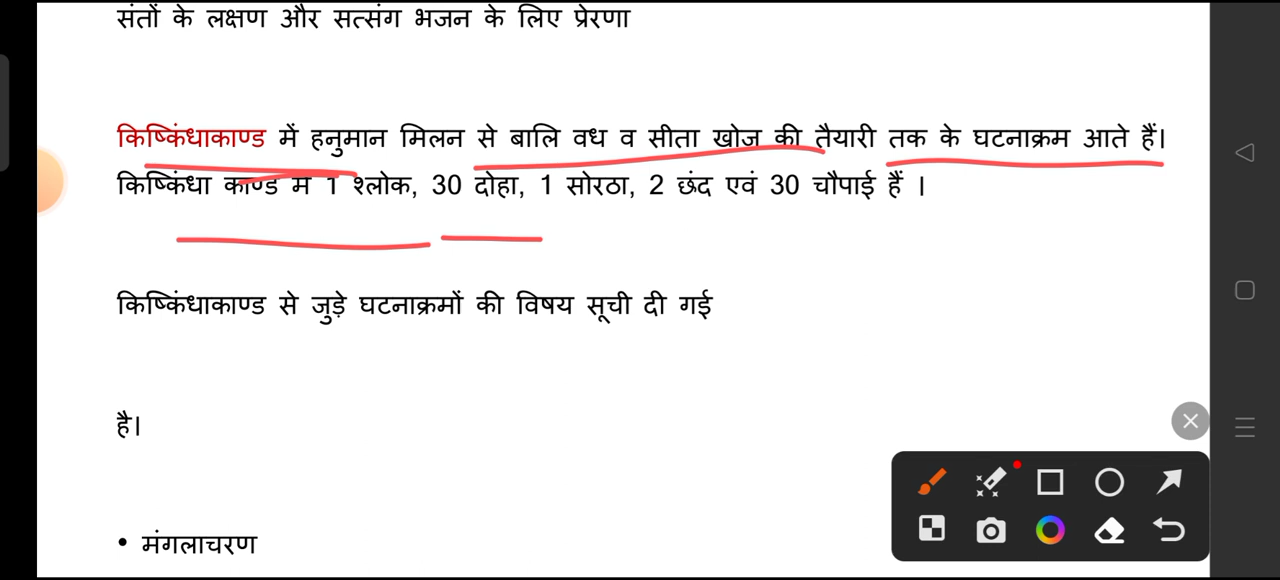 संतों के लक्षण और सत्संग भजन के लिए प्रेरणा
किष्किंधाकाण्ड में हनुमान मिलन से बालि वध व सीता खोज की तैयारी तक के घटनाक्रम आते हैं।
किष्किंधा काण्ड में 1 श्लोक, 30 दोहा, 1 सोरठा, 2 छंद एवं 30 चौपाई हैं ।
किष्किंधाकाण्ड से जुड़े घटनाक्रमों की विषय सूची दी गई
है।
• मंगलाचरण